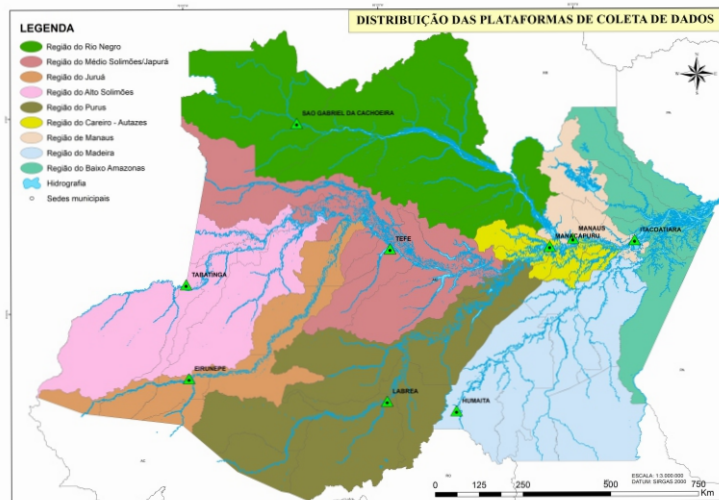 DISTRIBUIÇÃO DAS PLATAFORMAS DE COLETA DE DADOS
LEGENDA
Região do Rio Negro
Região do Médio Solimões/Japurá
Região do Juruá
Região do Alto Solimões
Região do Purus
Região do Careiro - Autazes
Região de Manaus
Região do Madeira
Região do Baixo Amazonas
Hidrografia
Sedes municipais
SAO GABRIEL DA CACHOEIRA
MANAUS
MANACAPURU
ITACOATIARA
TEFE
TABATINGA
EIRUNEPE
LABREA
HUMAITA
ESCALA: 1:3.000.000
DATUM: SIRGAS 2000
0 125 250 500 750
Km